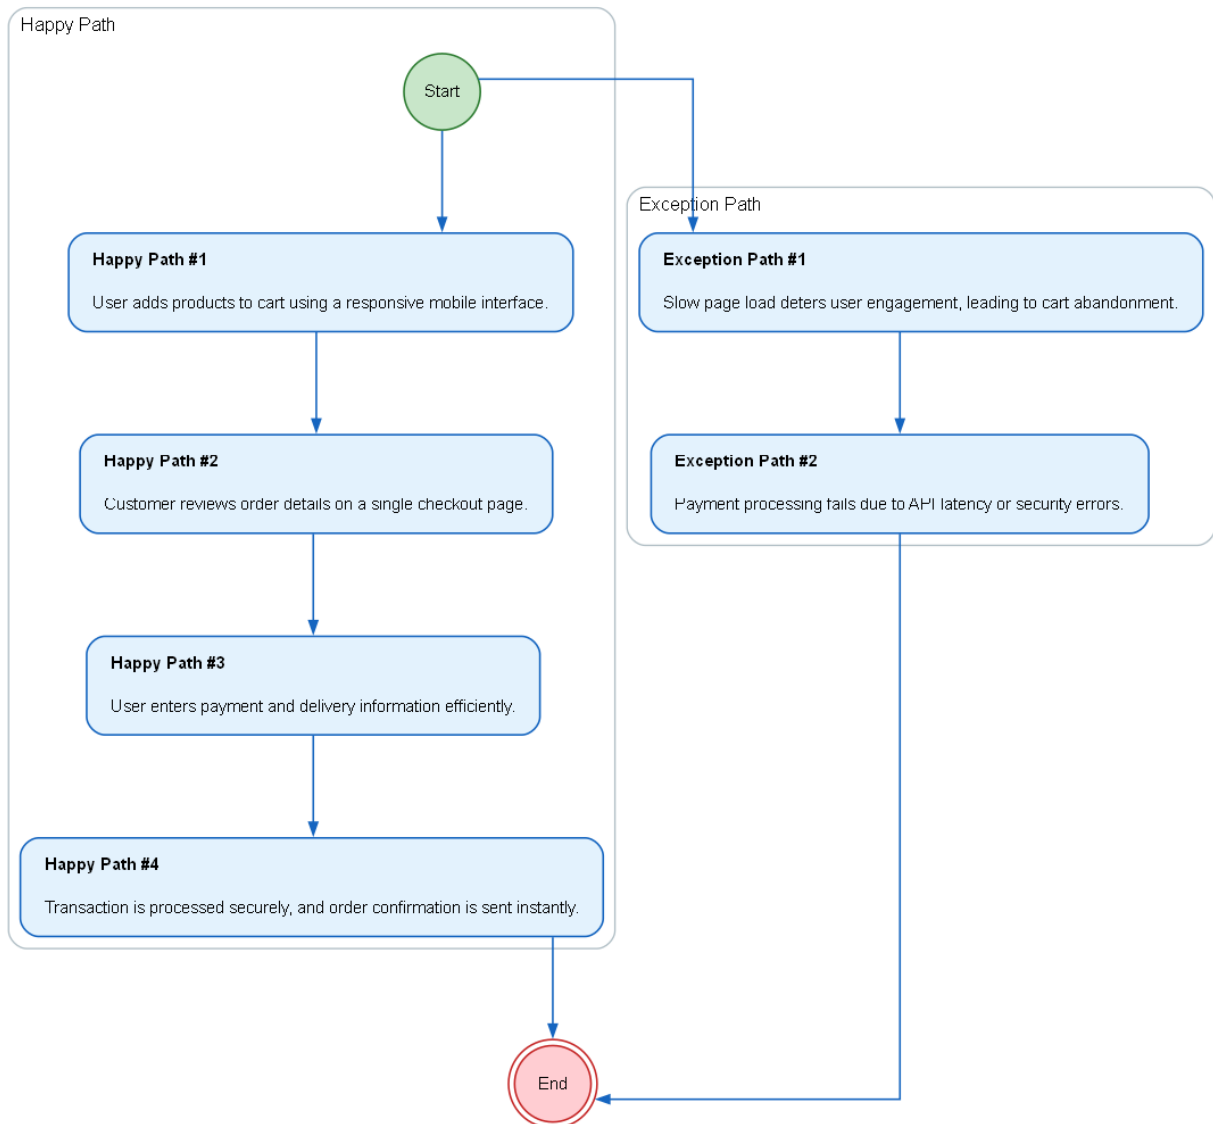 Happy Path
Start
Exception Path
Happy Path #1
User adds products to cart using a responsive mobile interface.
Exception Path #1
Slow page load deters user engagement, leading to cart abandonment.
Happy Path #2
Customer reviews order details on a single checkout page.
Exception Path #2
Payment processing fails due to API latency or security errors.
Happy Path #3
User enters payment and delivery information efficiently.
Happy Path #4
Transaction is processed securely, and order confirmation is sent instantly.
End